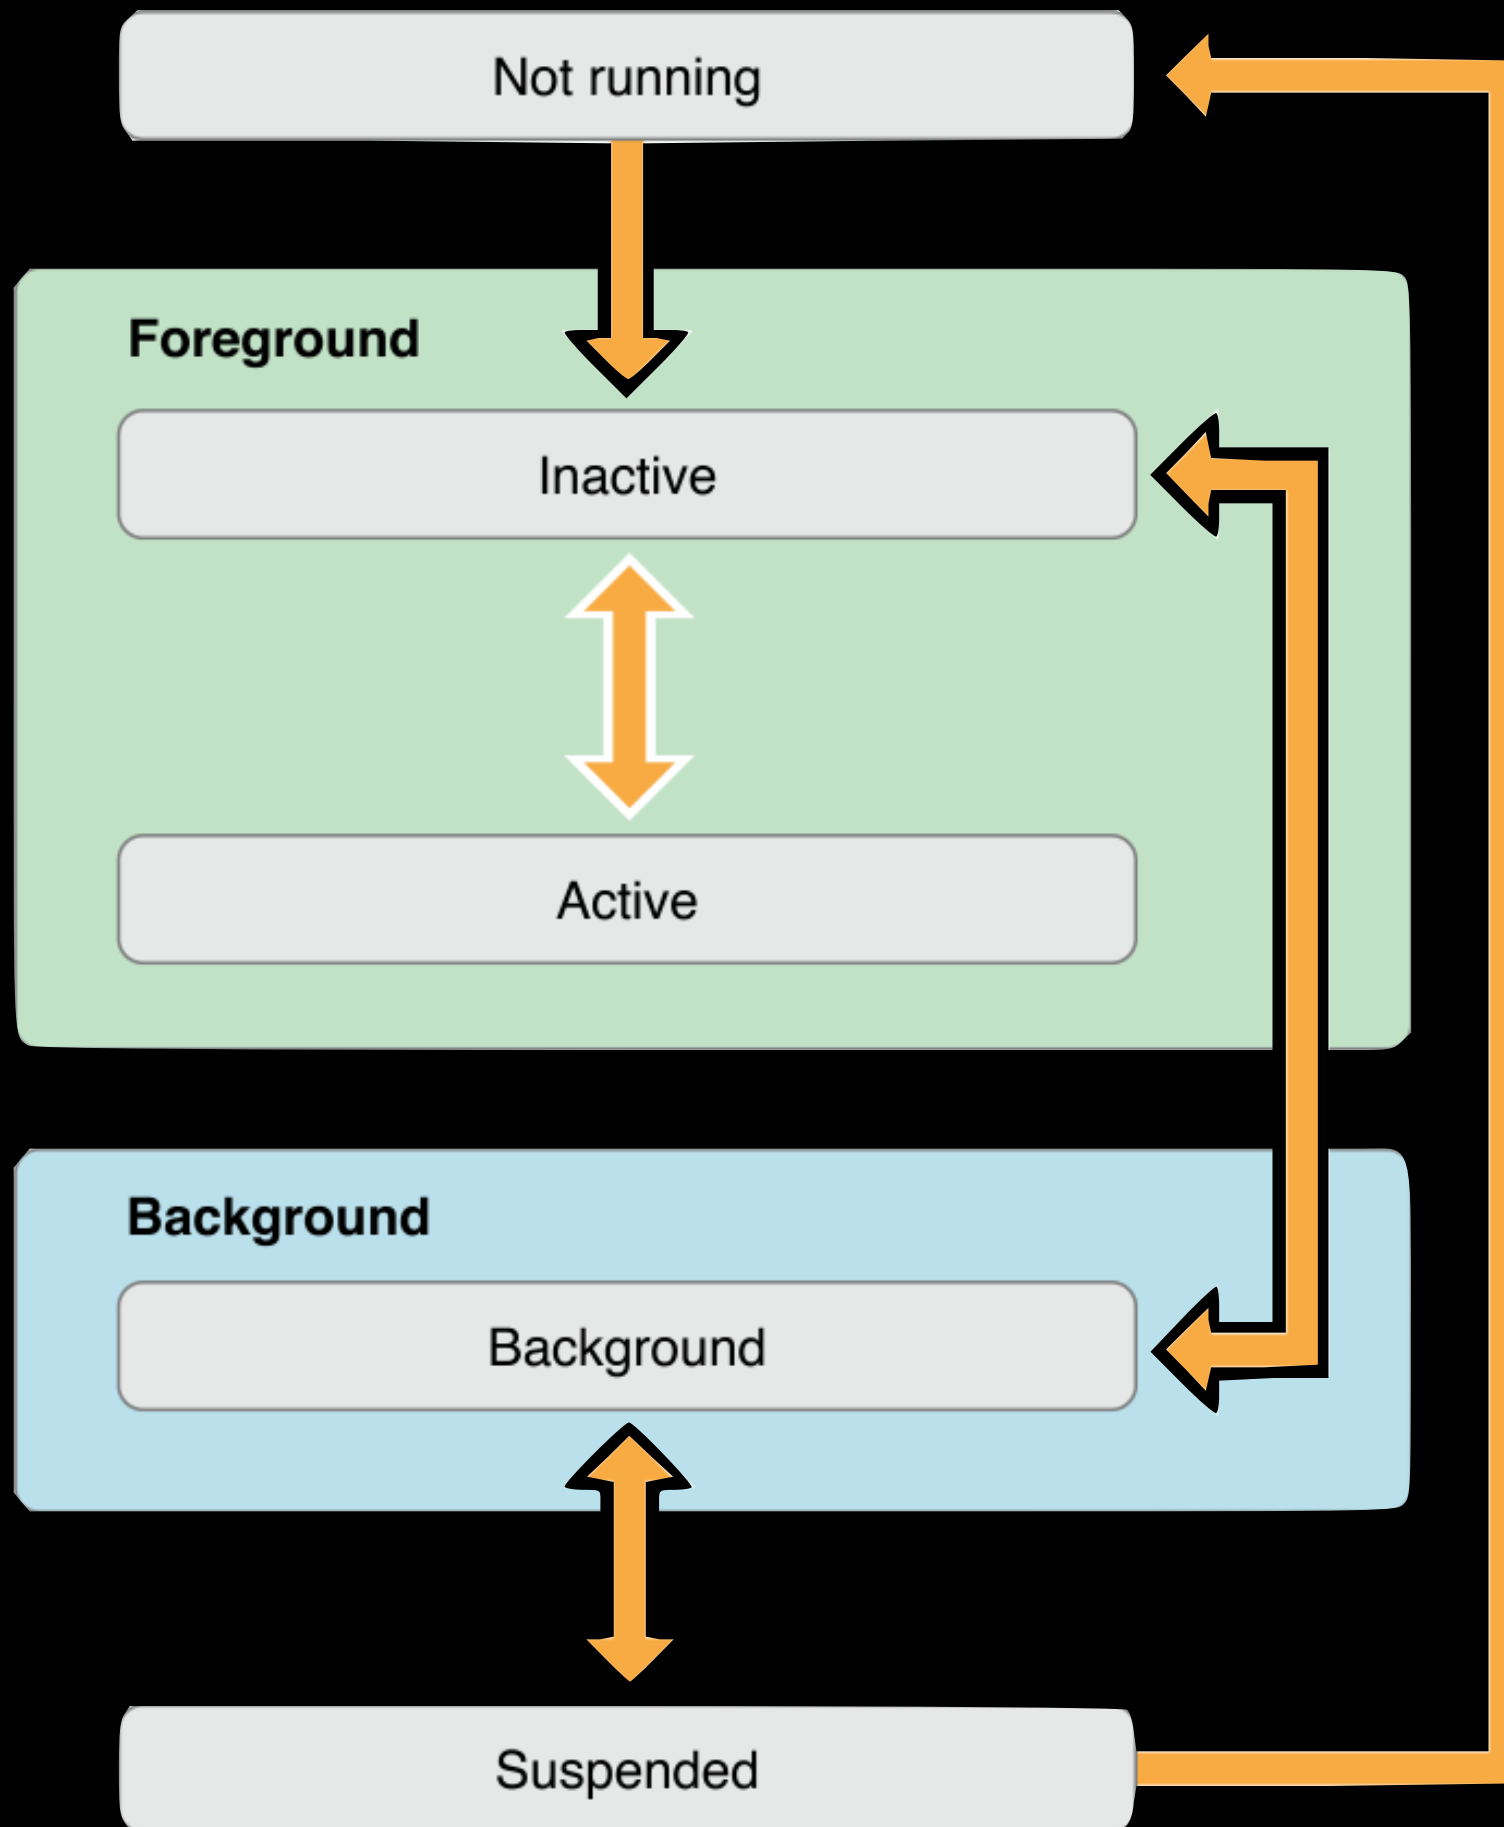 Not running
Foreground
Inactive
Active
Background
Background
Suspended